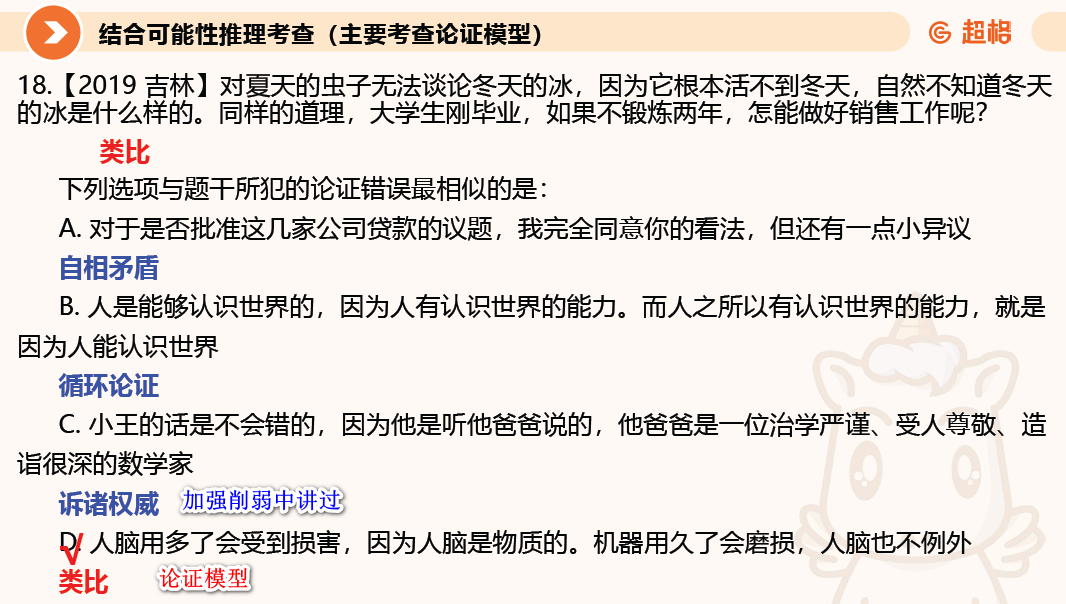 结合可能性推理考查（主要考查论证模型）
超格
18.【2019 吉林】对夏天的虫子无法谈论冬天的冰，因为它根本活不到冬天，自然不知道冬天
的冰是什么样的。同样的道理，大学生刚毕业，如果不锻炼两年，怎能做好销售工作呢？
类比
下列选项与题干所犯的论证错误最相似的是：
A. 对于是否批准这几家公司贷款的议题，我完全同意你的看法，但还有一点小异议
自相矛盾
B. 人是能够认识世界的，因为人有认识世界的能力。而人之所以有认识世界的能力，就是
因为人能认识世界
循环论证
C. 小王的话是不会错的，因为他是听他爸爸说的，他爸爸是一位治学严谨、受人尊敬、造
诣很深的数学家
诉诸权威 加强削弱中讲过
D. 人脑用多了会受到损害，因为人脑是物质的。机器用久了会磨损，人脑也不例外
√
类比 论证模型